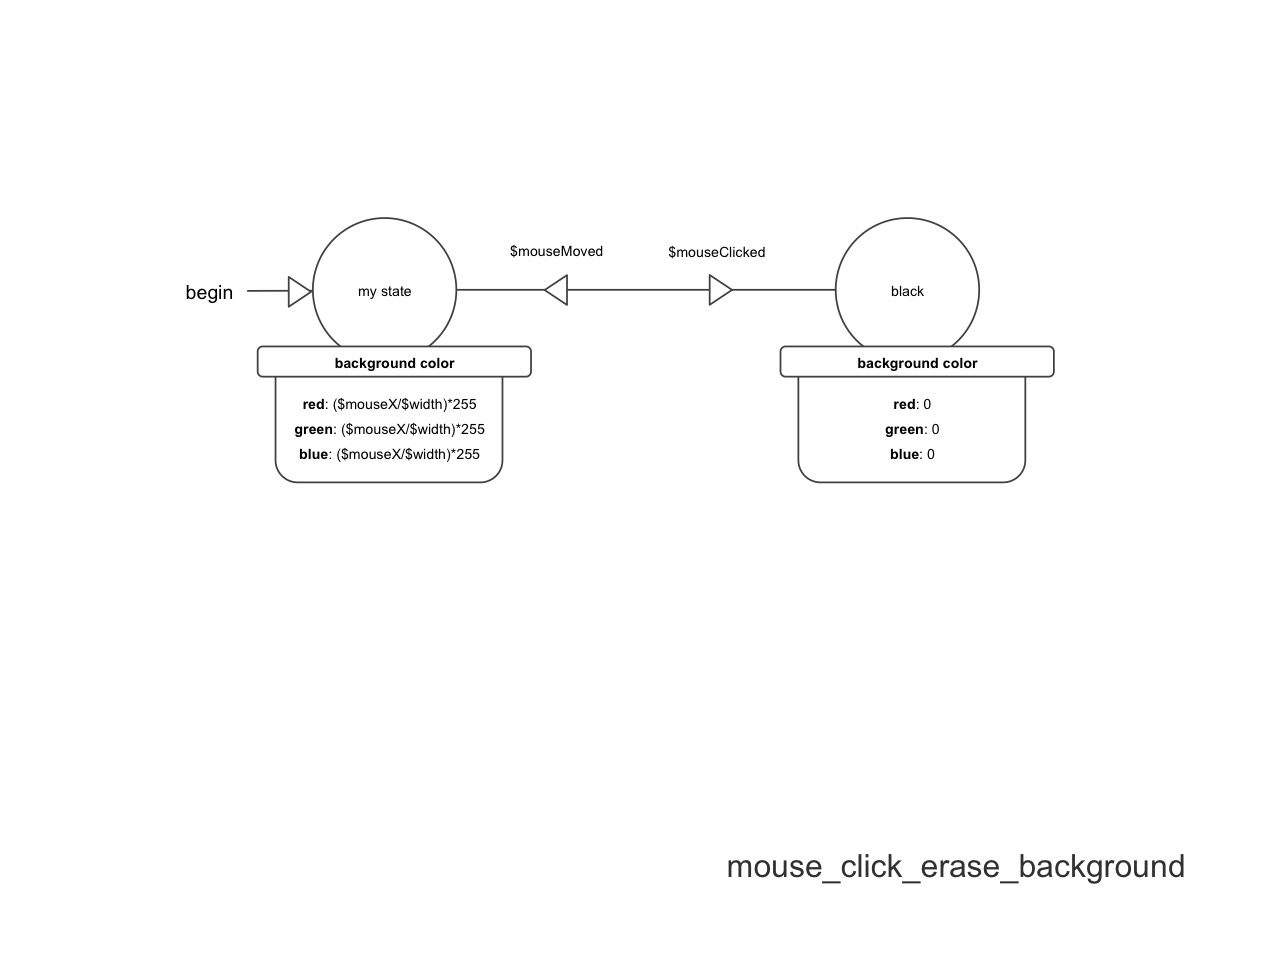 $mouseMoved
$mouseClicked
begin
my state
black
background color
red: ($mouseX/$width)*255
green: ($mouseX/$width)*255
blue: ($mouseX/$width)*255
background color
red: 0
green: 0
blue: 0
mouse_click_erase_background